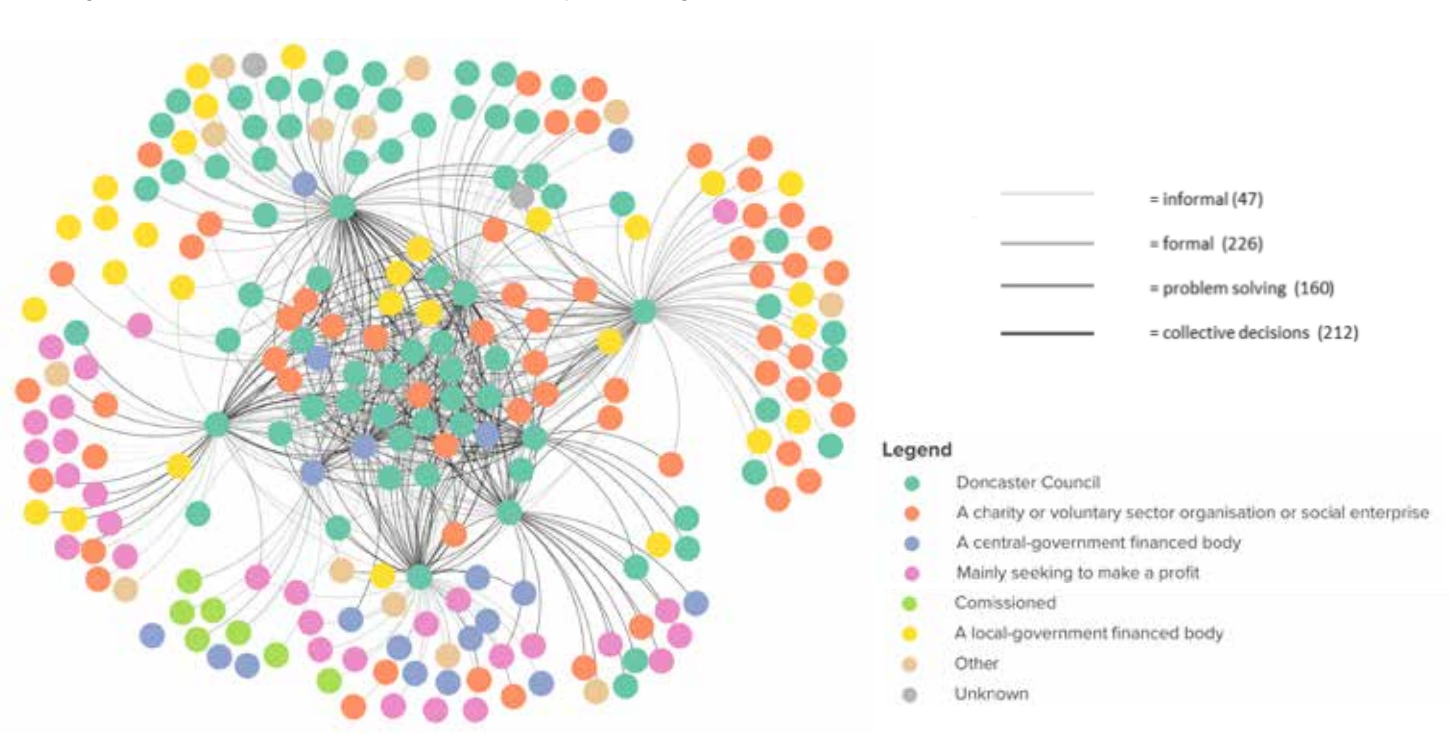 = informal (47)
= formal (226)
= problem solving (160)
= collective decisions (212)
Legend
Doncaster Council
A charity or voluntary sector organisation or social enterprise
A central-government financed body
Mainly seeking to make a profit
Comissioned
A local-government financed body
Other
Unknown